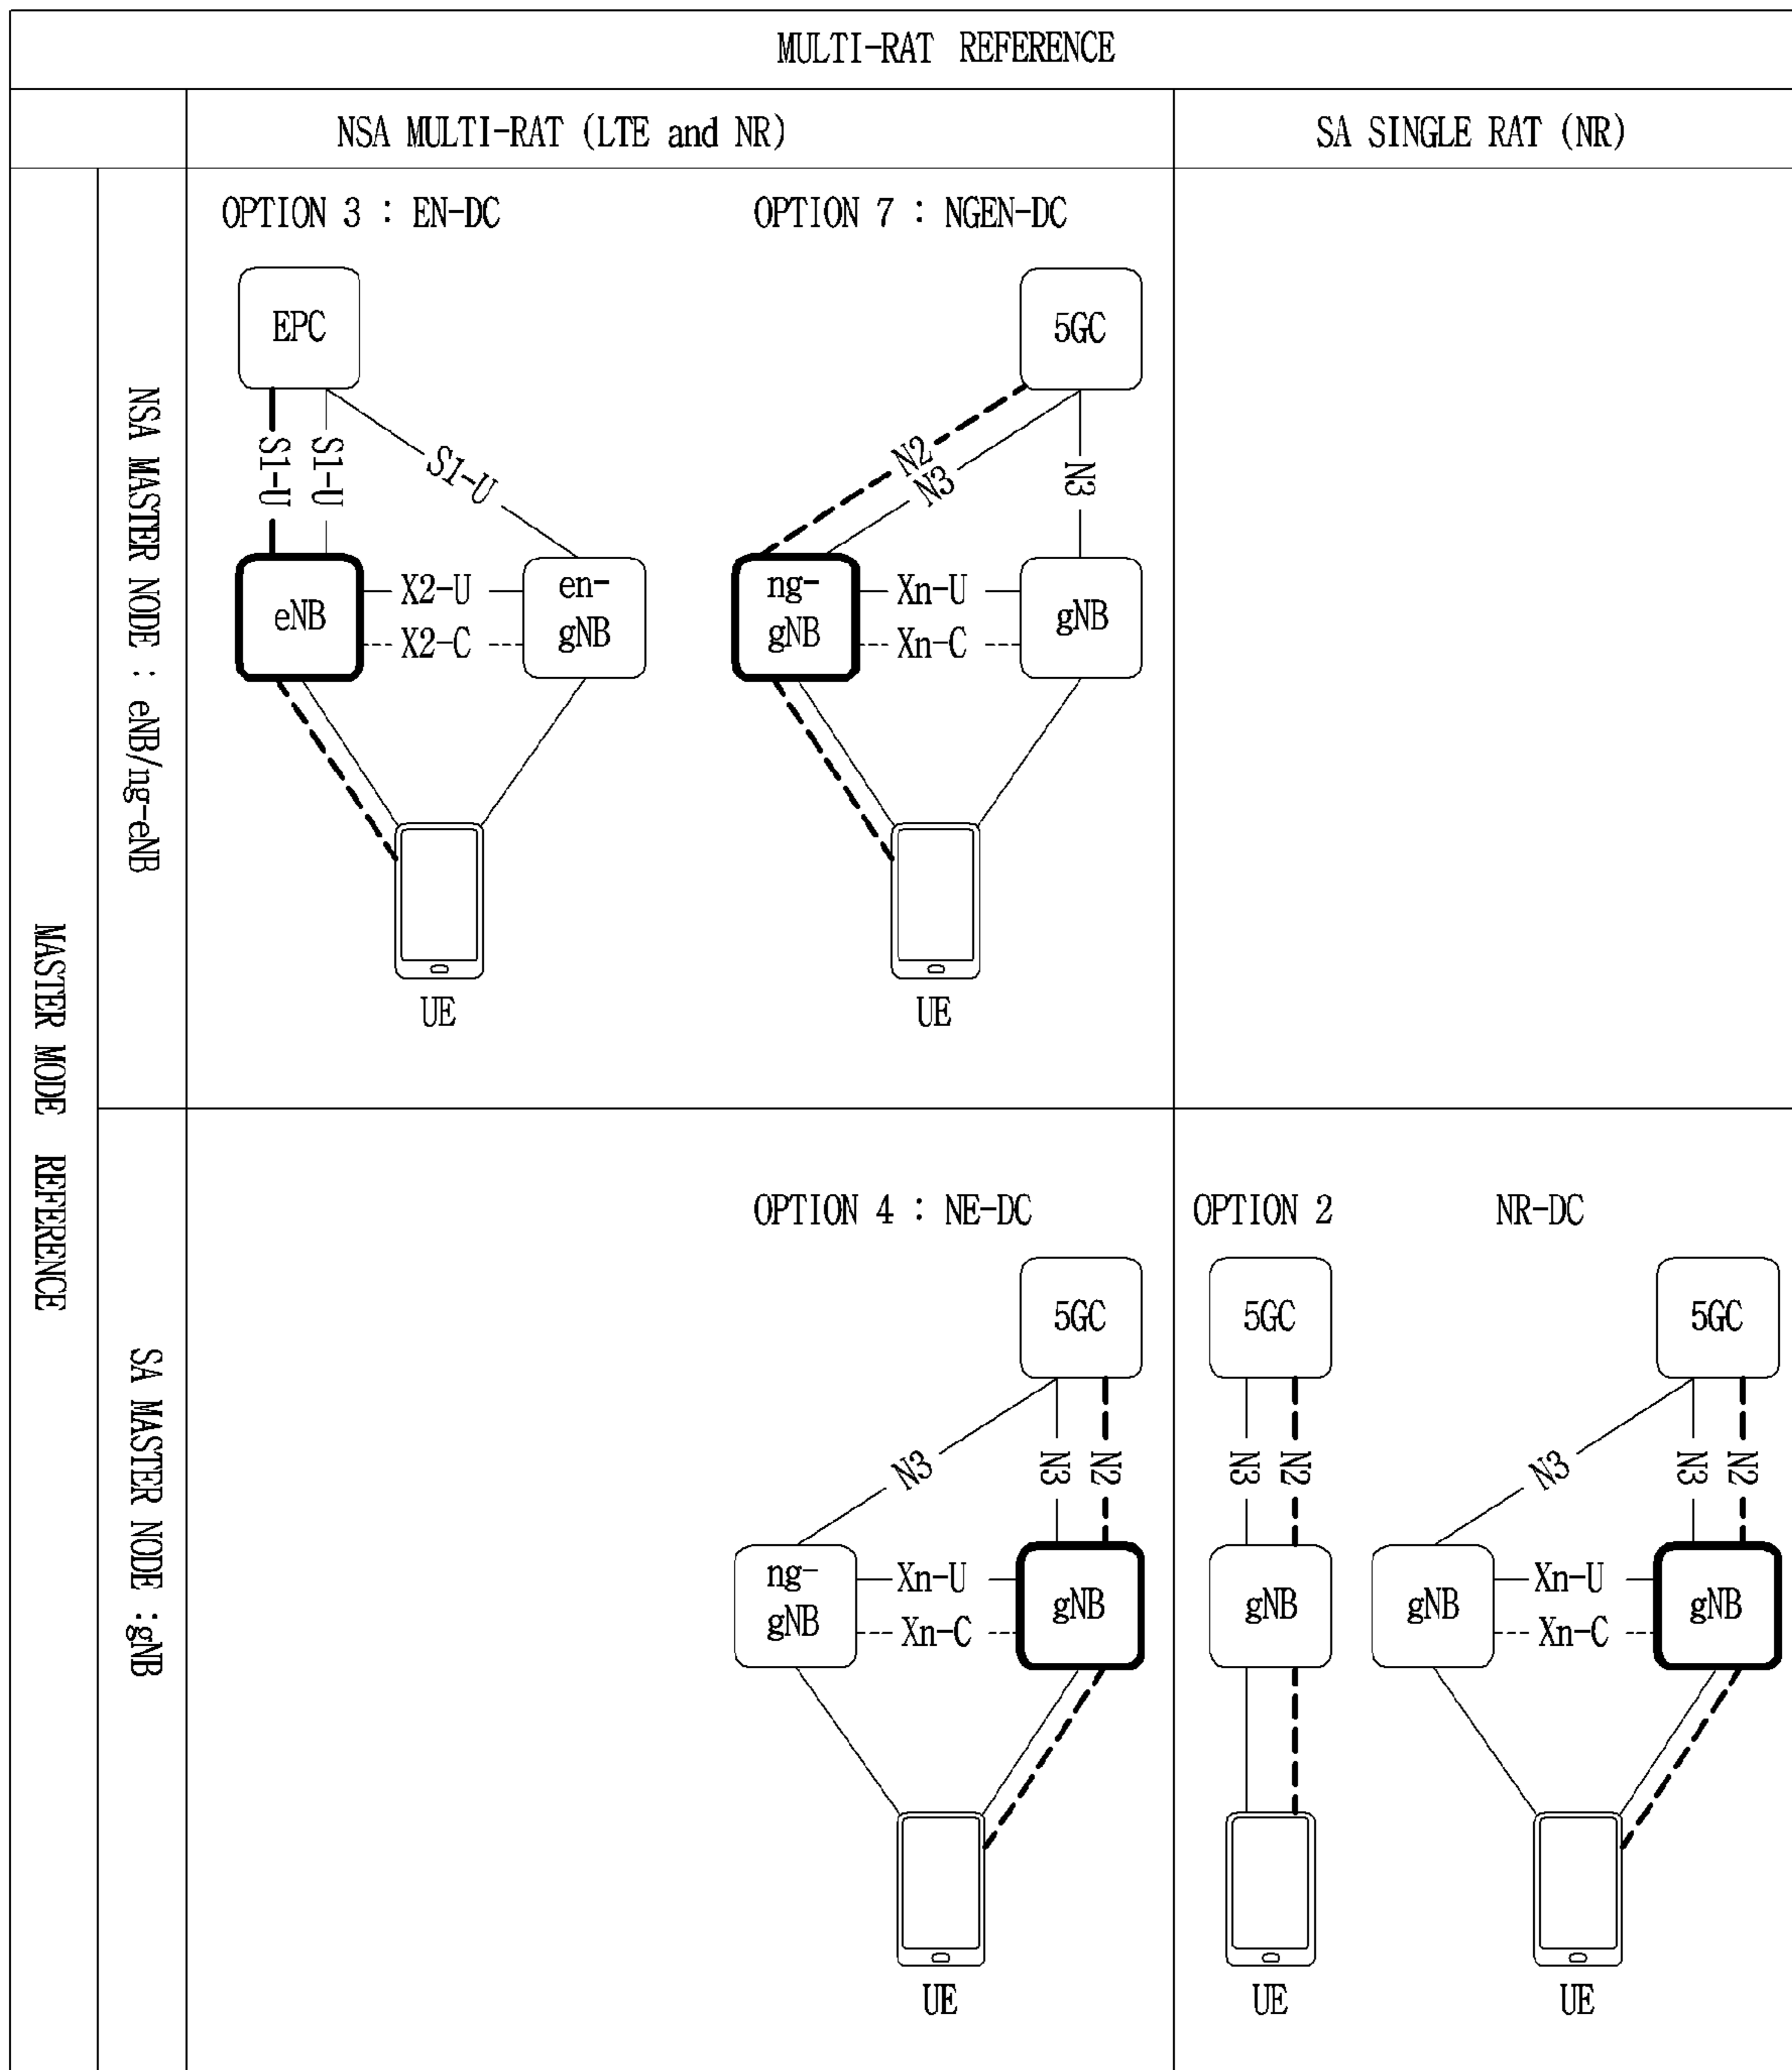 MULTI-RAT REFERENCE
NSA MULTI-RAT (LTE and NR)
SA SINGLE RAT (NR)
MASTER MODE REFERENCE
NSA MASTER NODE : eNB/ng-eNB
OPTION 3 : EN-DC
EPC
S1-U
S1-U
S1-U
eNB
X2-U
X2-C
en-
gNB
UE
OPTION 7 : NGEN-DC
5GC
N2
N3
N3
ng-
gNB
Xn-U
Xn-C
gNB
UE
SA MASTER NODE :gNB
OPTION 4 : NE-DC
5GC
N3
N3
N2
ng-
gNB
Xn-U
Xn-C
gNB
UE
OPTION 2
5GC
N3
N2
gNB
UE
NR-DC
5GC
N3
N3
N2
gNB
Xn-U
Xn-C
gNB
UE